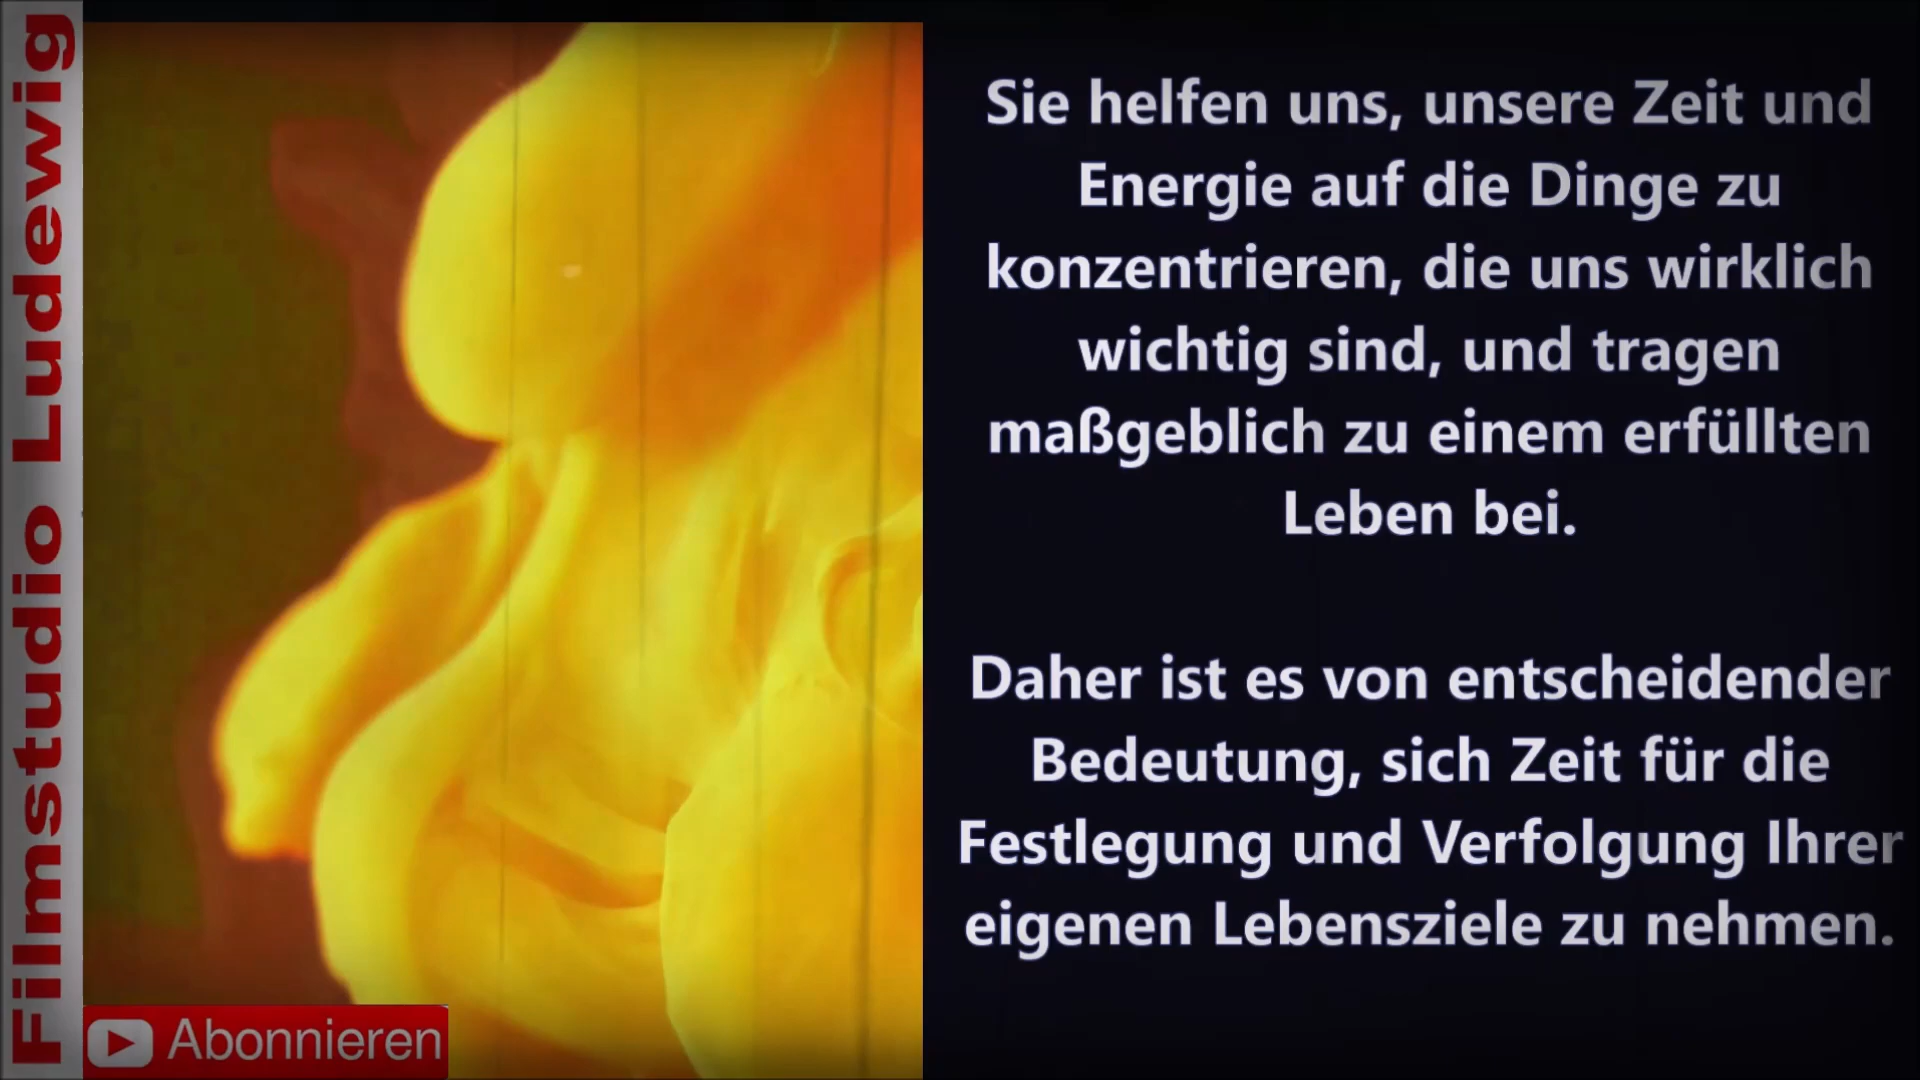 Filmstudio Ludewig
Sie helfen uns, unsere Zeit und
Energie auf die Dinge zu
konzentrieren, die uns wirklich
wichtig sind, und tragen
maßgeblich zu einem erfüllten
Leben bei.
Daher ist es von entscheidender
Bedeutung, sich Zeit für die
Festlegung und Verfolgung Ihrer
eigenen Lebensziele zu nehmen.
Abonnieren